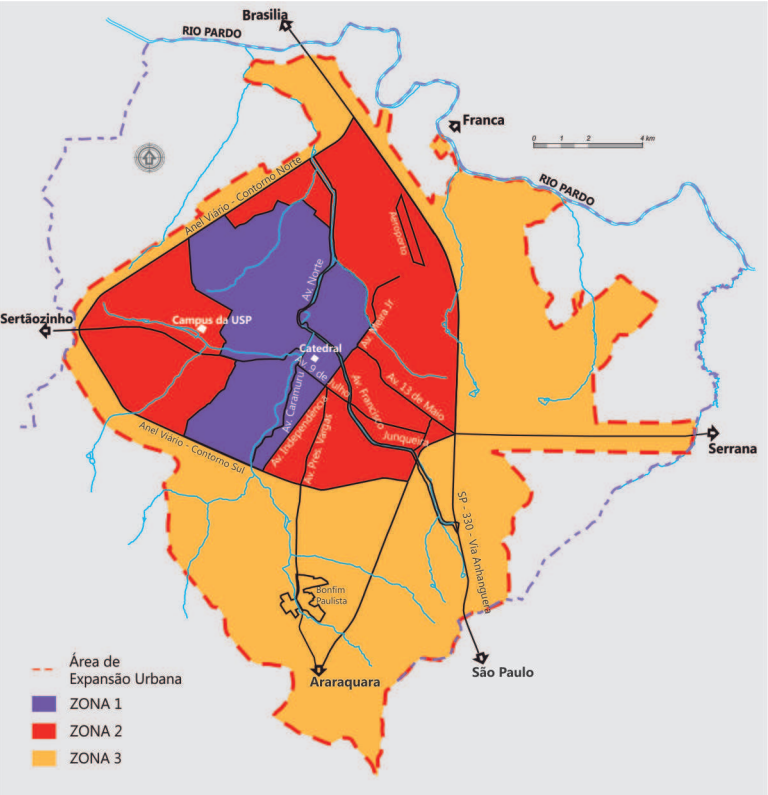 Brasilia
RIO PARDO
Franca
0 1 2 4 km
RIO PARDO
Anel Viário - Contorno Norte
Aeroporto
Av. Norte
Sertãozinho
Campus da USP
Av. Meira Jr.
Catedral
Av. 9 de Julho
Av. Francisco
Junqueira
Av. 13 de Maio
Av. Caramuru
Av. Independência
Av. Pres. Vargas
Anel Viário - Contorno Sul
Serrana
SP - 330 - Via Anhanguera
Bonfim
Paulista
Araraquara
São Paulo
Área de
Expansão Urbana
ZONA 1
ZONA 2
ZONA 3